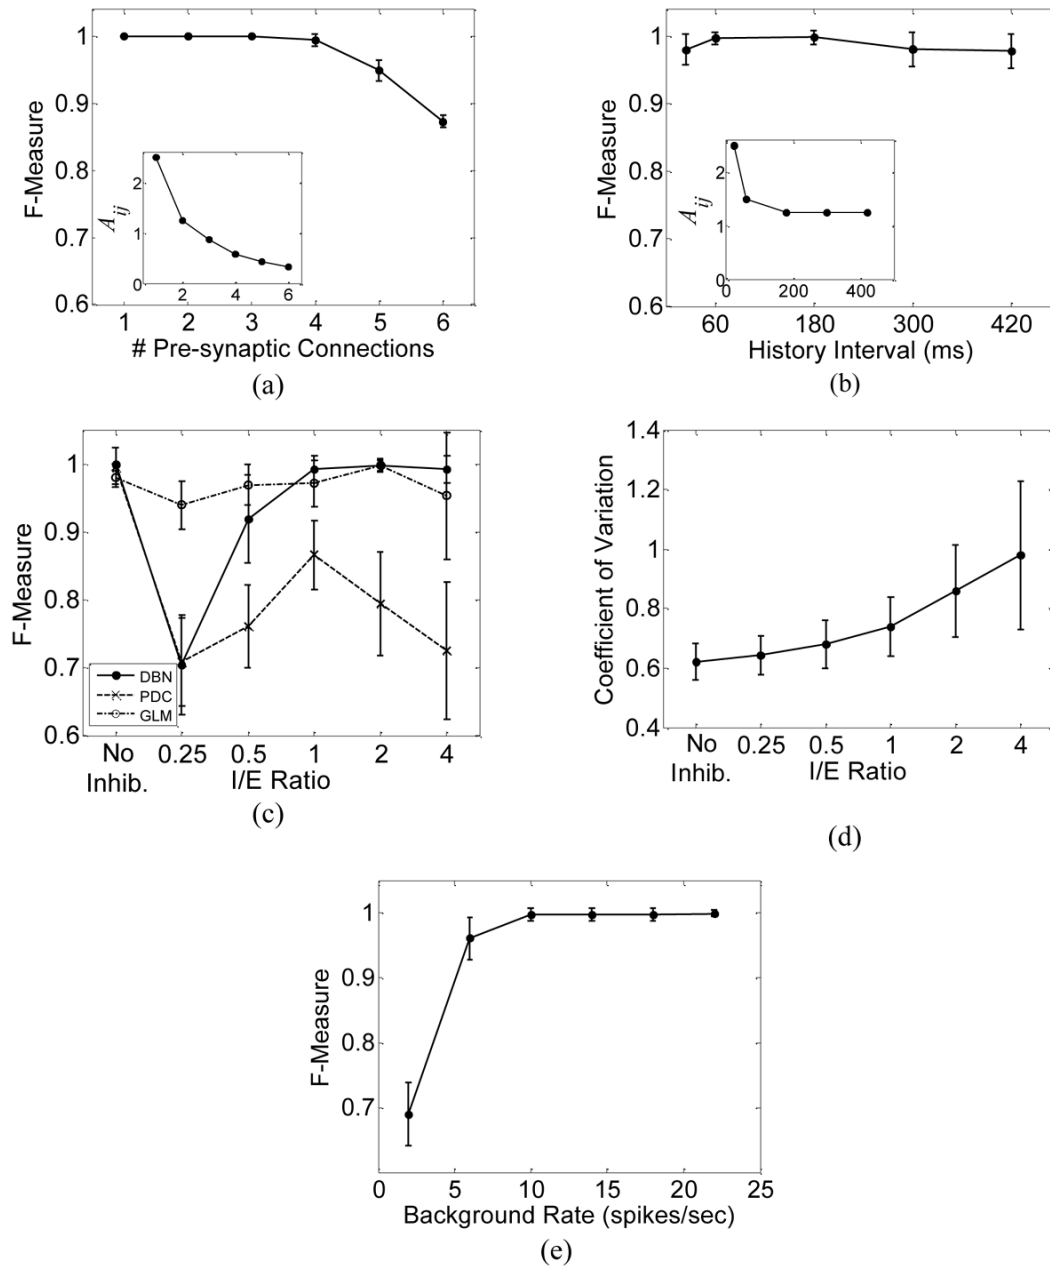 1
0.9
0.8
0.7
0.6
F-Measure
2
1
0
A_ij
2 4 6
1 2 3 4 5 6
# Pre-synaptic Connections
(a)
1
0.9
0.8
0.7
0.6
F-Measure
2
1
0
A_ij
0 200 400
60 180 300 420
History Interval (ms)
(b)
1
0.9
0.8
0.7
0.6
F-Measure
DBN
PDC
GLM
No 0.25 0.5 1 2 4
Inhib. I/E Ratio
(c)
1.4
1.2
1
0.8
0.6
0.4
Coefficient of Variation
No 0.25 0.5 1 2 4
Inhib. I/E Ratio
(d)
1
0.9
0.8
0.7
F-Measure
0 5 10 15 20 25
Background Rate (spikes/sec)
(e)